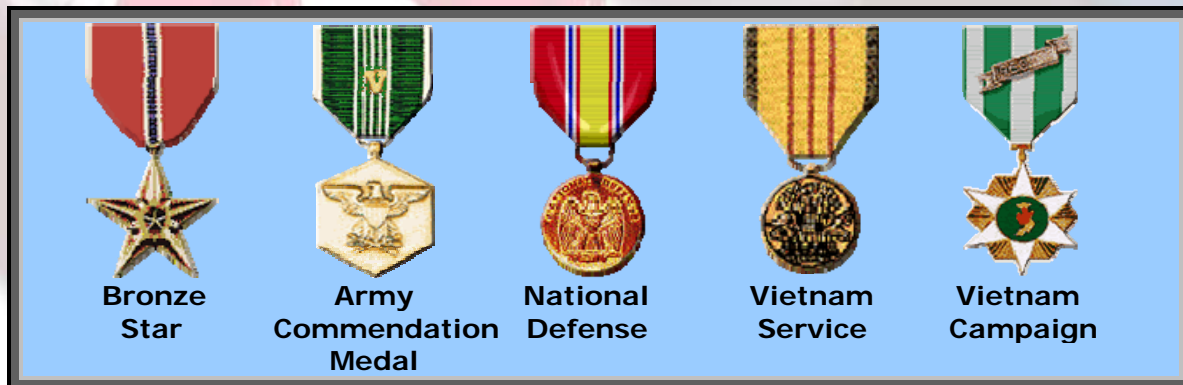 V
Bronze
Star
Army
Commendation
Medal
National
Defense
Vietnam
Service
Vietnam
Campaign